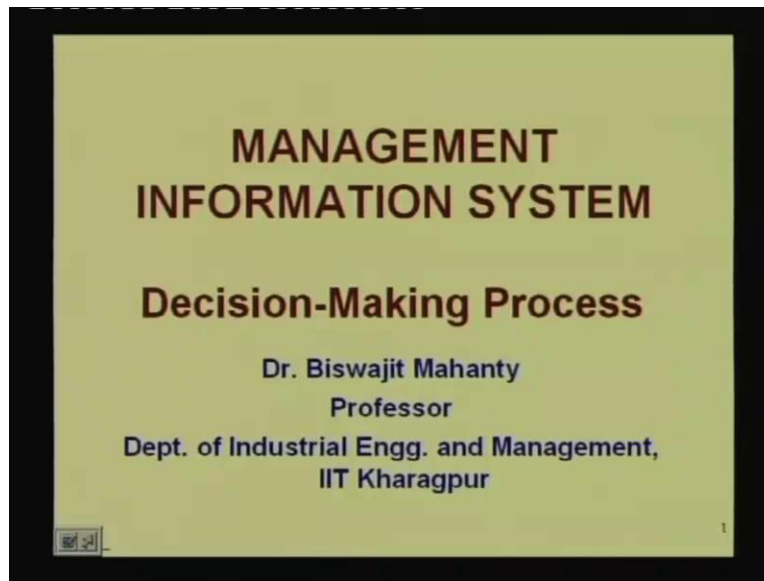 MANAGEMENT
INFORMATION SYSTEM
Decision-Making Process
Dr. Biswajit Mahanty
Professor
Dept. of Industrial Engg. and Management,
IIT Kharagpur
1